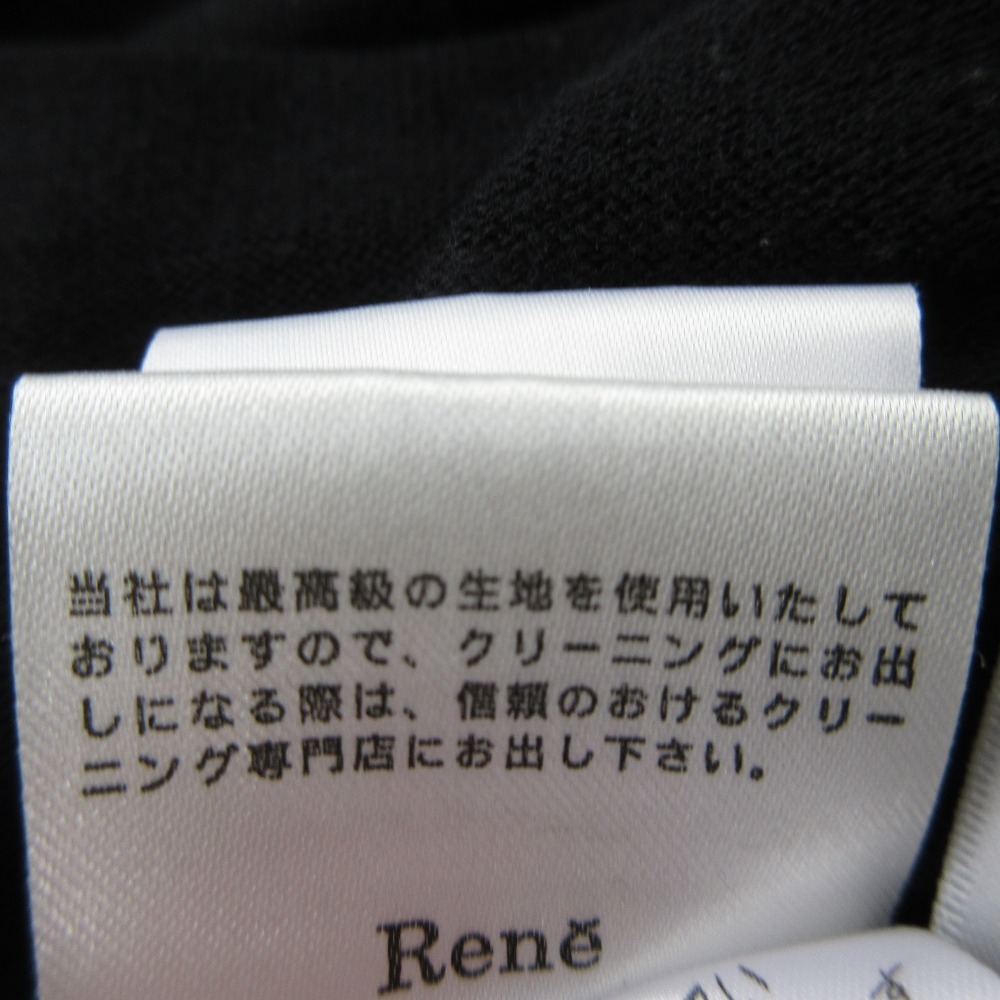 当社は最高級の生地を使用いたして
おりますので、クリーニングにお出
しになる際は、信頼のおけるクリー
ニング専門店にお出し下さい。
René